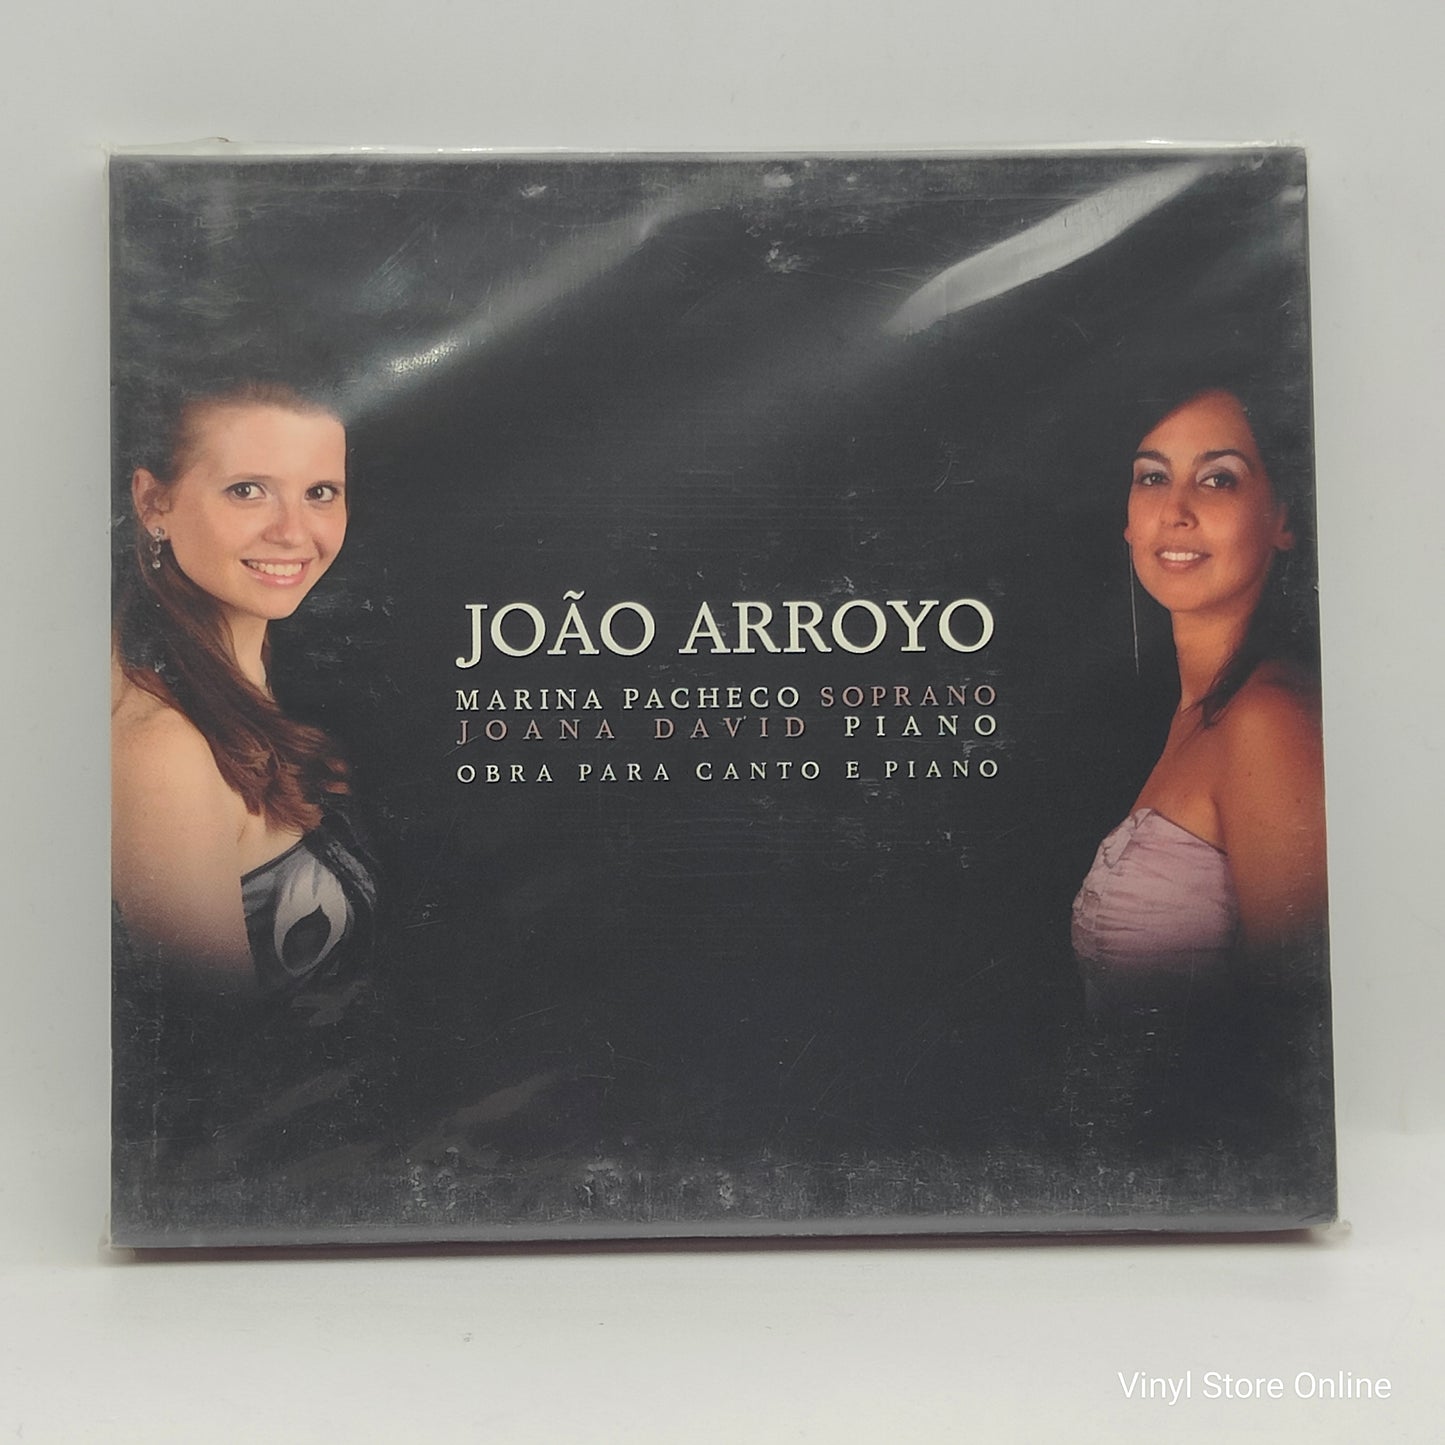 JOÃO ARROYO
MARINA PACHECO SOPRANO
JOANA DAVID PIANO
OBRA PARA CANTO E PIANO
Vinyl Store Online